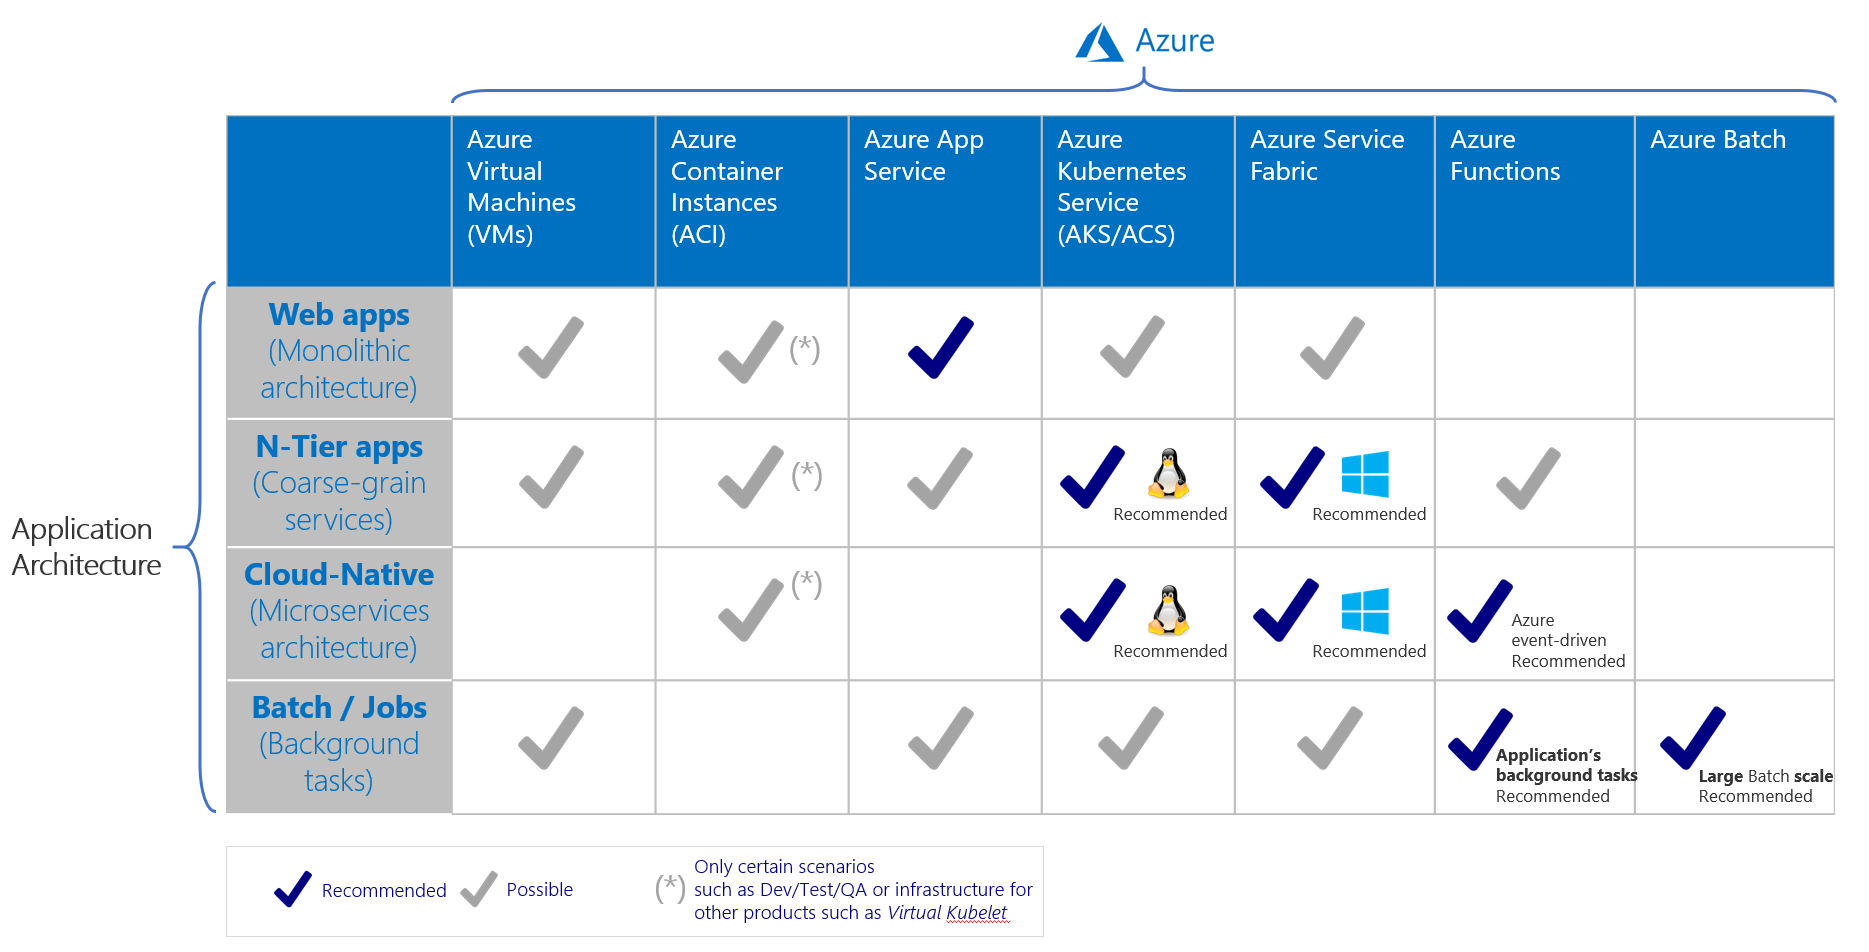 Azure
Azure
Virtual
Machines
(VMs)
Azure
Container
Instances
(ACI)
Azure App
Service
Azure
Kubernetes
Service
(AKS/ACS)
Azure Service
Fabric
Azure
Functions
Azure Batch
Application
Architecture
Web apps
(Monolithic
architecture)
(*)
N-Tier apps
(Coarse-grain
services)
(*)
Recommended
Recommended
Cloud-Native
(Microservices
architecture)
(*)
Recommended
Recommended
Azure
event-driven
Recommended
Batch / Jobs
(Background
tasks)
Application's
background tasks
Recommended
Large Batch scale
Recommended
Recommended
Possible
(*)
Only certain scenarios
such as Dev/Test/QA or infrastructure for
other products such as Virtual Kubelet